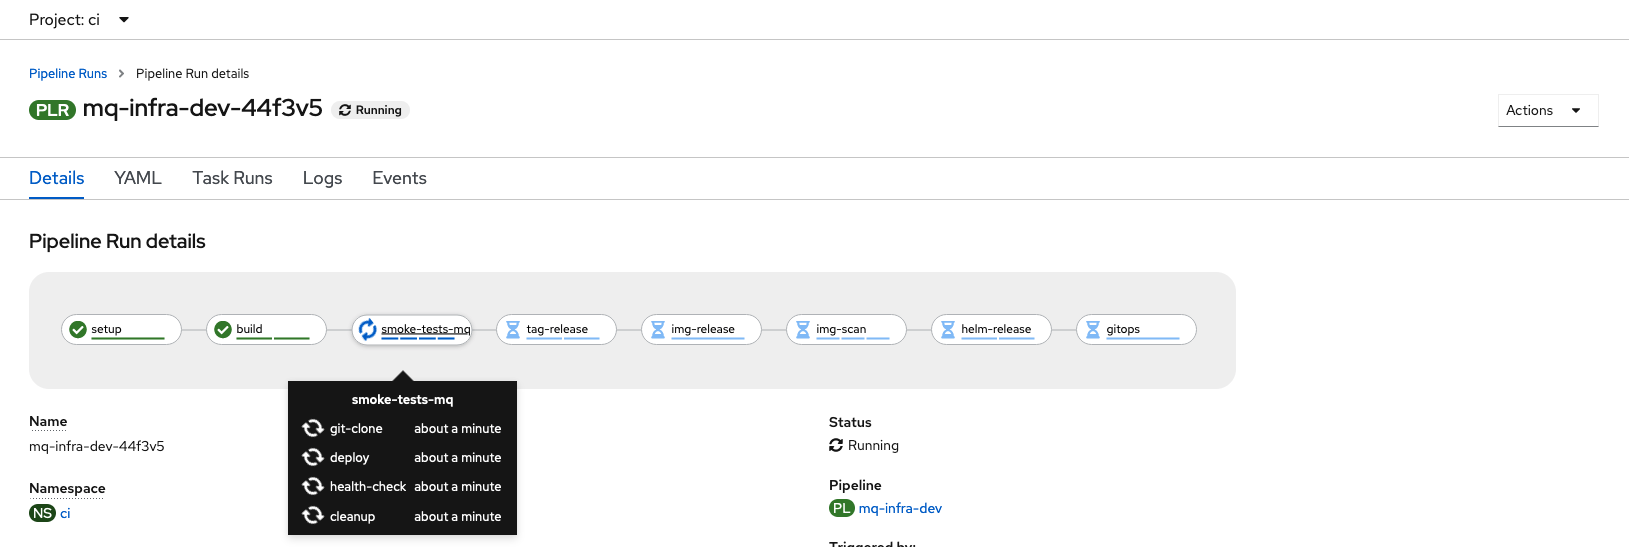 Project: ci
Pipeline Runs > Pipeline Run details
PLR mq-infra-dev-44f3v5 Running
Actions
Details YAML Task Runs Logs Events
Pipeline Run details
setup build smoke-tests-mq tag-release img-release img-scan helm-release gitops
smoke-tests-mq
git-clone about a minute
deploy about a minute
health-check about a minute
cleanup about a minute
Name
mq-infra-dev-44f3v5
Namespace
NS ci
Status
Running
Pipeline
PL mq-infra-dev
Triggered by: